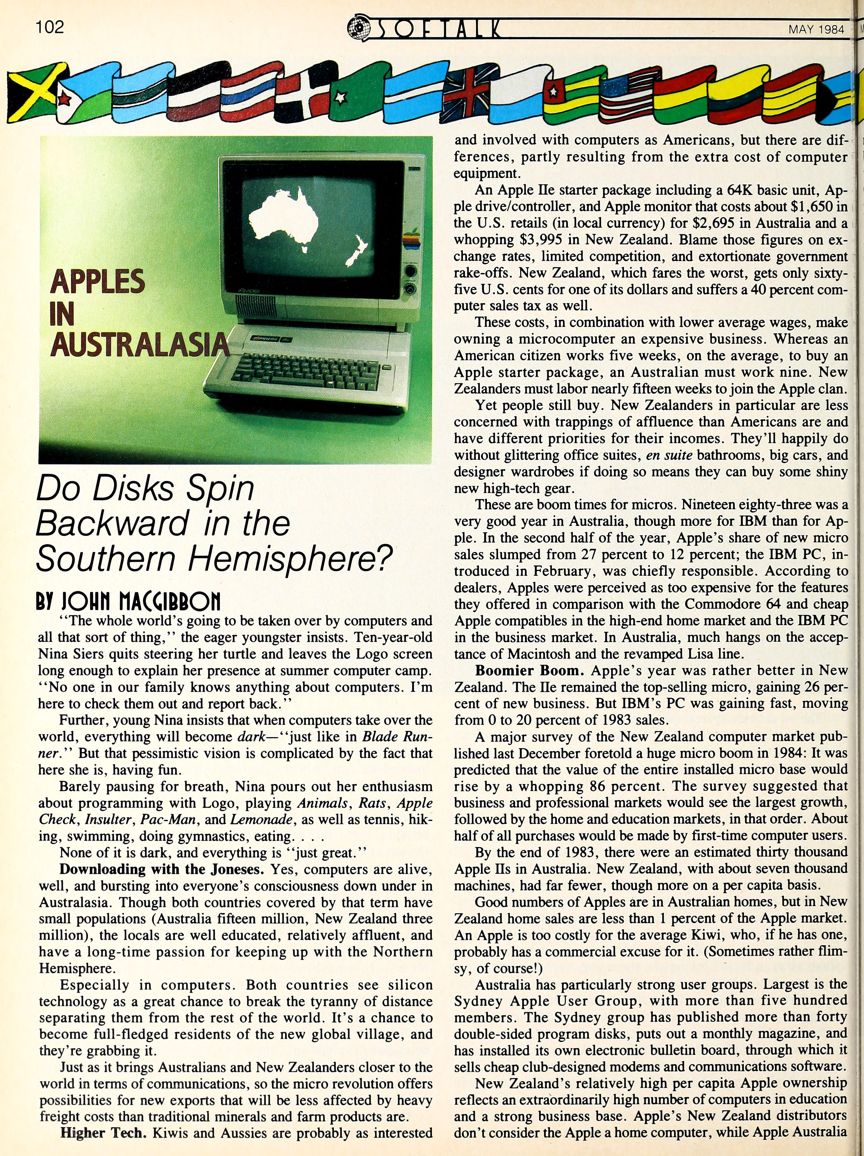 102
SOFTALK
MAY 1984
APPLES
IN
AUSTRALASIA
Do Disks Spin
Backward in the
Southern Hemisphere?
BY JOHN MACGIBBON
"The whole world's going to be taken over by computers and
all that sort of thing," the eager youngster insists. Ten-year-old
Nina Siers quits steering her turtle and leaves the Logo screen
long enough to explain her presence at summer computer camp.
"No one in our family knows anything about computers. I'm
here to check them out and report back."
Further, young Nina insists that when computers take over the
world, everything will become dark—"just like in Blade Run-
ner." But that pessimistic vision is complicated by the fact that
here she is, having fun.
Barely pausing for breath, Nina pours out her enthusiasm
about programming with Logo, playing Animals, Rats, Apple
Check, Insulter, Pac-Man, and Lemonade, as well as tennis, hik-
ing, swimming, doing gymnastics, eating. . . .
None of it is dark, and everything is "just great."
Downloading with the Joneses. Yes, computers are alive,
well, and bursting into everyone's consciousness down under in
Australasia. Though both countries covered by that term have
small populations (Australia fifteen million, New Zealand three
million), the locals are well educated, relatively affluent, and
have a long-time passion for keeping up with the Northern
Hemisphere.
Especially in computers. Both countries see silicon
technology as a great chance to break the tyranny of distance
separating them from the rest of the world. It's a chance to
become full-fledged residents of the new global village, and
they're grabbing it.
Just as it brings Australians and New Zealanders closer to the
world in terms of communications, so the micro revolution offers
possibilities for new exports that will be less affected by heavy
freight costs than traditional minerals and farm products are.
Higher Tech. Kiwis and Aussies are probably as interested
and involved with computers as Americans, but there are dif-
ferences, partly resulting from the extra cost of computer
equipment.
An Apple IIe starter package including a 64K basic unit, Ap-
ple drive/controller, and Apple monitor that costs about $1,650 in
the U.S. retails (in local currency) for $2,695 in Australia and a
whopping $3,995 in New Zealand. Blame those figures on ex-
change rates, limited competition, and extortionate government
rake-offs. New Zealand, which fares the worst, gets only sixty-
five U.S. cents for one of its dollars and suffers a 40 percent com-
puter sales tax as well.
These costs, in combination with lower average wages, make
owning a microcomputer an expensive business. Whereas an
American citizen works five weeks, on the average, to buy an
Apple starter package, an Australian must work nine. New
Zealanders must labor nearly fifteen weeks to join the Apple clan.
Yet people still buy. New Zealanders in particular are less
concerned with trappings of affluence than Americans are and
have different priorities for their incomes. They'll happily do
without glittering office suites, en suite bathrooms, big cars, and
designer wardrobes if doing so means they can buy some shiny
new high-tech gear.
These are boom times for micros. Nineteen eighty-three was a
very good year in Australia, though more for IBM than for Ap-
ple. In the second half of the year, Apple's share of new micro
sales slumped from 27 percent to 12 percent; the IBM PC, in-
troduced in February, was chiefly responsible. According to
dealers, Apples were perceived as too expensive for the features
they offered in comparison with the Commodore 64 and cheap
Apple compatibles in the high-end home market and the IBM PC
in the business market. In Australia, much hangs on the accep-
tance of Macintosh and the revamped Lisa line.
Boomier Boom. Apple's year was rather better in New
Zealand. The IIe remained the top-selling micro, gaining 26 per-
cent of new business. But IBM's PC was gaining fast, moving
from 0 to 20 percent of 1983 sales.
A major survey of the New Zealand computer market pub-
lished last December foretold a huge micro boom in 1984: It was
predicted that the value of the entire installed micro base would
rise by a whopping 86 percent. The survey suggested that
business and professional markets would see the largest growth,
followed by the home and education markets, in that order. About
half of all purchases would be made by first-time computer users.
By the end of 1983, there were an estimated thirty thousand
Apple IIs in Australia. New Zealand, with about seven thousand
machines, had far fewer, though more on a per capita basis.
Good numbers of Apples are in Australian homes, but in New
Zealand home sales are less than 1 percent of the Apple market.
An Apple is too costly for the average Kiwi, who, if he has one,
probably has a commercial excuse for it. (Sometimes rather flim-
sy, of course!)
Australia has particularly strong user groups. Largest is the
Sydney Apple User Group, with more than five hundred
members. The Sydney group has published more than forty
double-sided program disks, puts out a monthly magazine, and
has installed its own electronic bulletin board, through which it
sells cheap club-designed modems and communications software.
New Zealand's relatively high per capita Apple ownership
reflects an extraordinarily high number of computers in education
and a strong business base. Apple's New Zealand distributors
don't consider the Apple a home computer, while Apple Australia